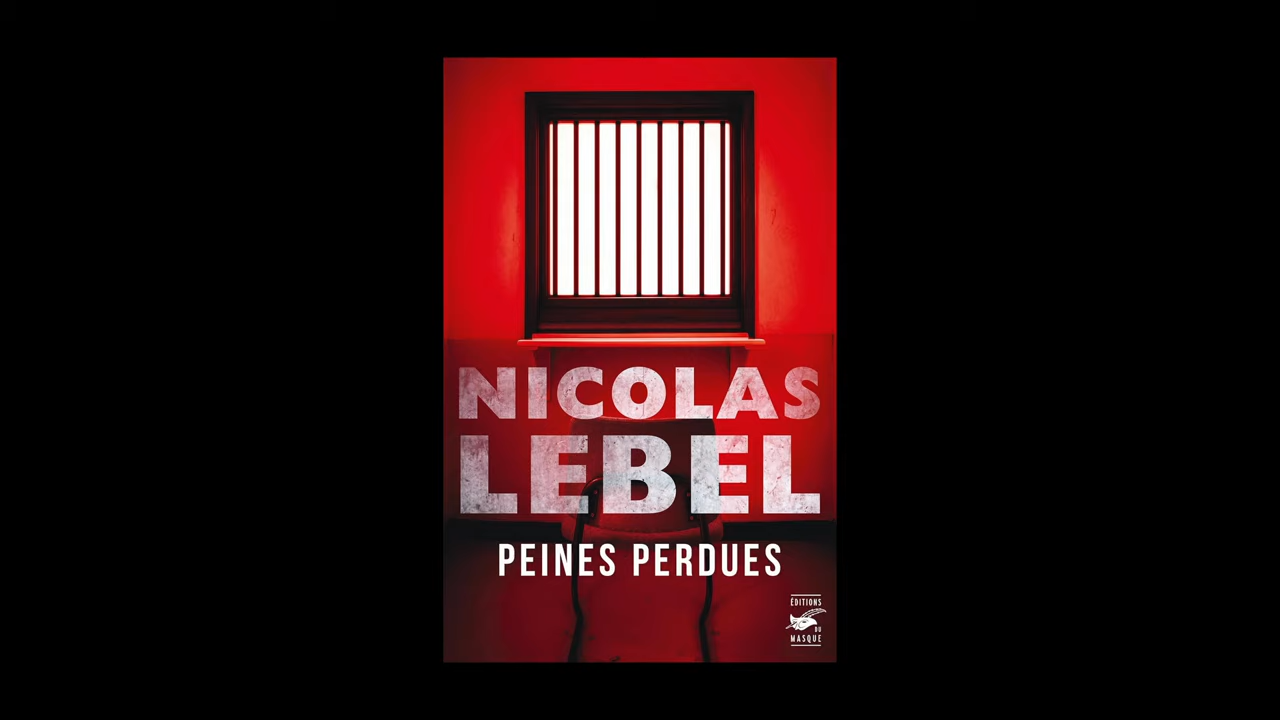 NICOLAS
LEBEL
PEINES PERDUES
ÉDITIONS
DU
MASQUE